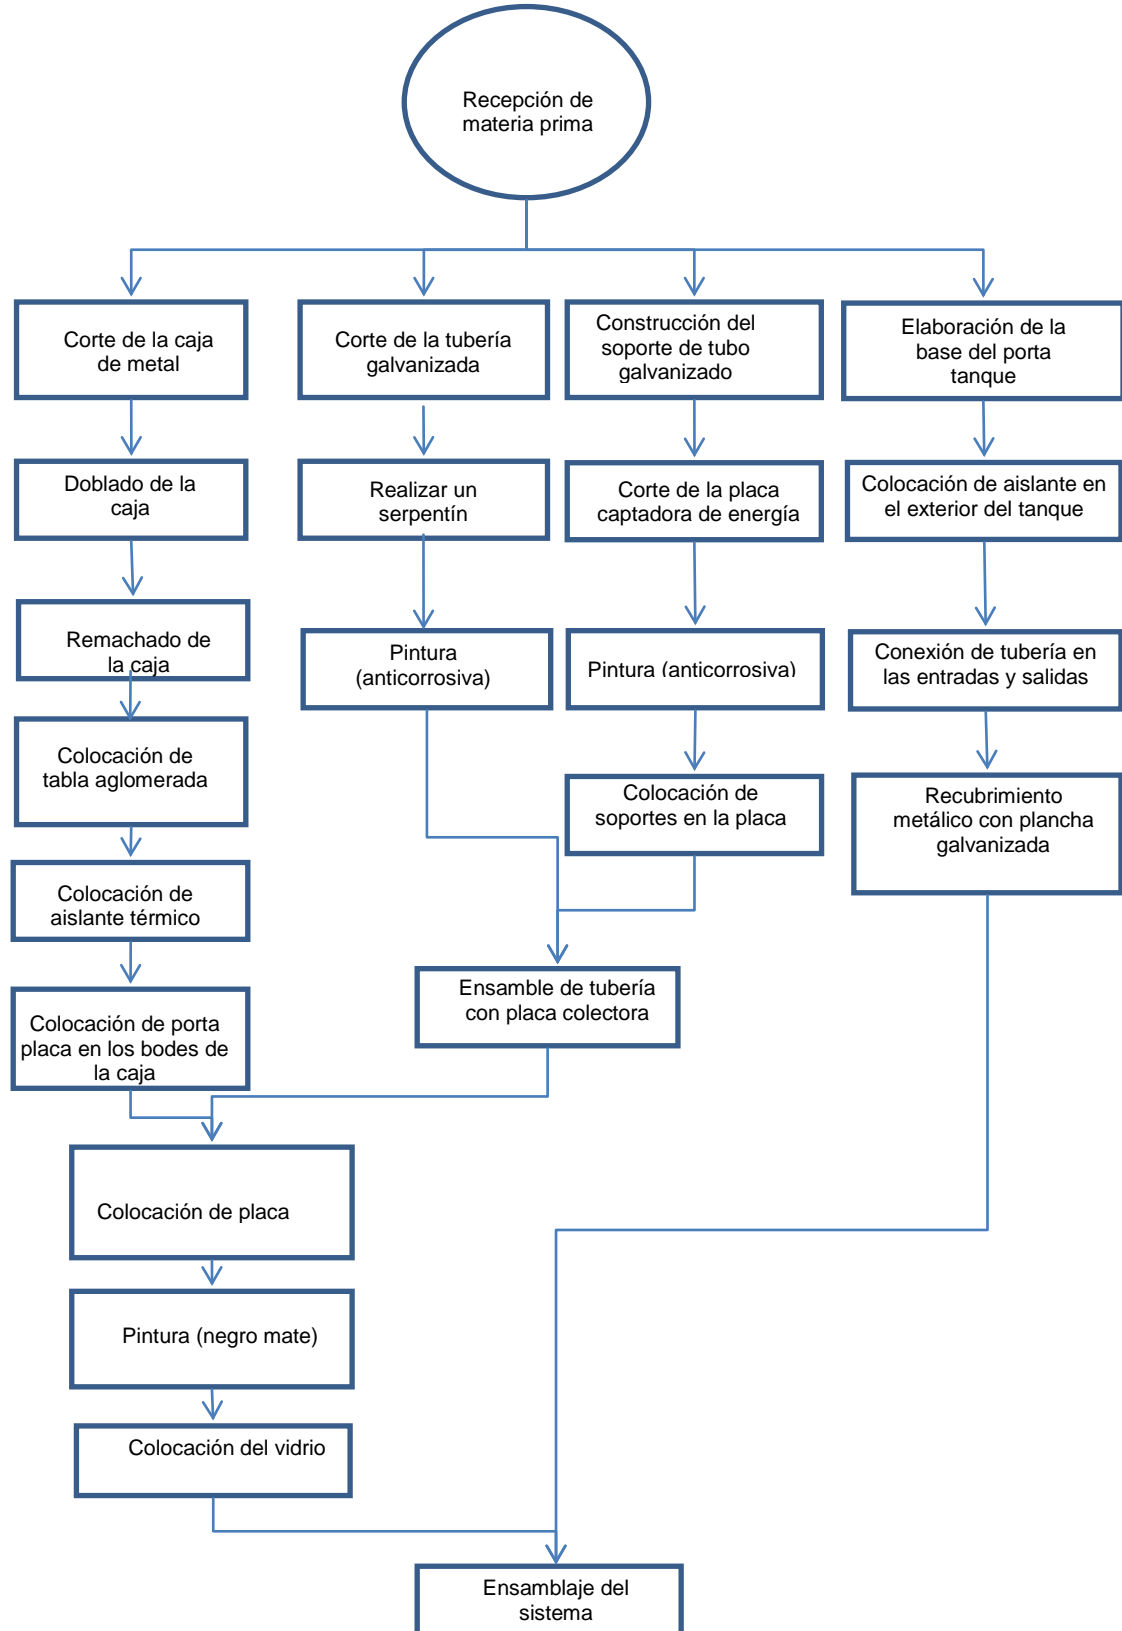 Recepción de
materia prima
Corte de la caja
de metal
Corte de la tubería
galvanizada
Construcción del
soporte de tubo
galvanizado
Elaboración de la
base del porta
tanque
Doblado de la
caja
Realizar un
serpentín
Corte de la placa
captadora de energía
Colocación de aislante en
el exterior del tanque
Remachado de
la caja
Pintura
(anticorrosiva)
Pintura (anticorrosiva)
Conexión de tubería en
las entradas y salidas
Colocación de
tabla aglomerada
Colocación de
soportes en la placa
Recubrimiento
metálico con plancha
galvanizada
Colocación de
aislante térmico
Ensamble de tubería
con placa colectora
Colocación de porta
placa en los bodes de
la caja
Colocación de placa
Pintura (negro mate)
Colocación del vidrio
Ensamblaje del
sistema